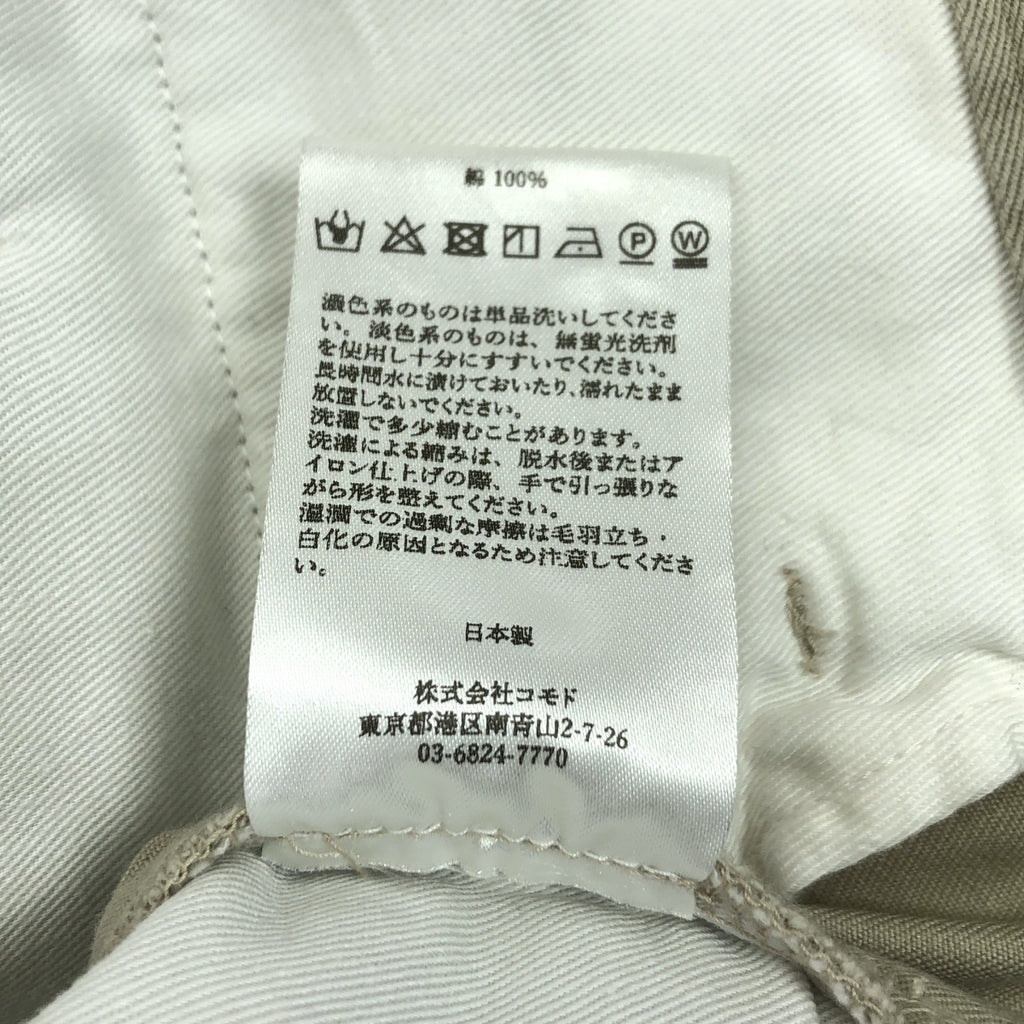 綿 100%
P W
濃色系のものは単品洗いしてくださ
い。淡色系のものは、無蛍光洗剤
を使用し十分にすすいでください。
長時間水に漬けておいたり、濡れたまま
放置しないでください。
洗濯で多少縮むことがあります。
洗濯による縮みは、脱水後またはア
イロン仕上げの際、手で引っ張りな
がら形を整えてください。
湿潤での過剰な摩擦は毛羽立ち・
白化の原因となるため注意してくださ
い。
日本製
株式会社コモド
東京都港区南青山2-7-26
03-6824-7770